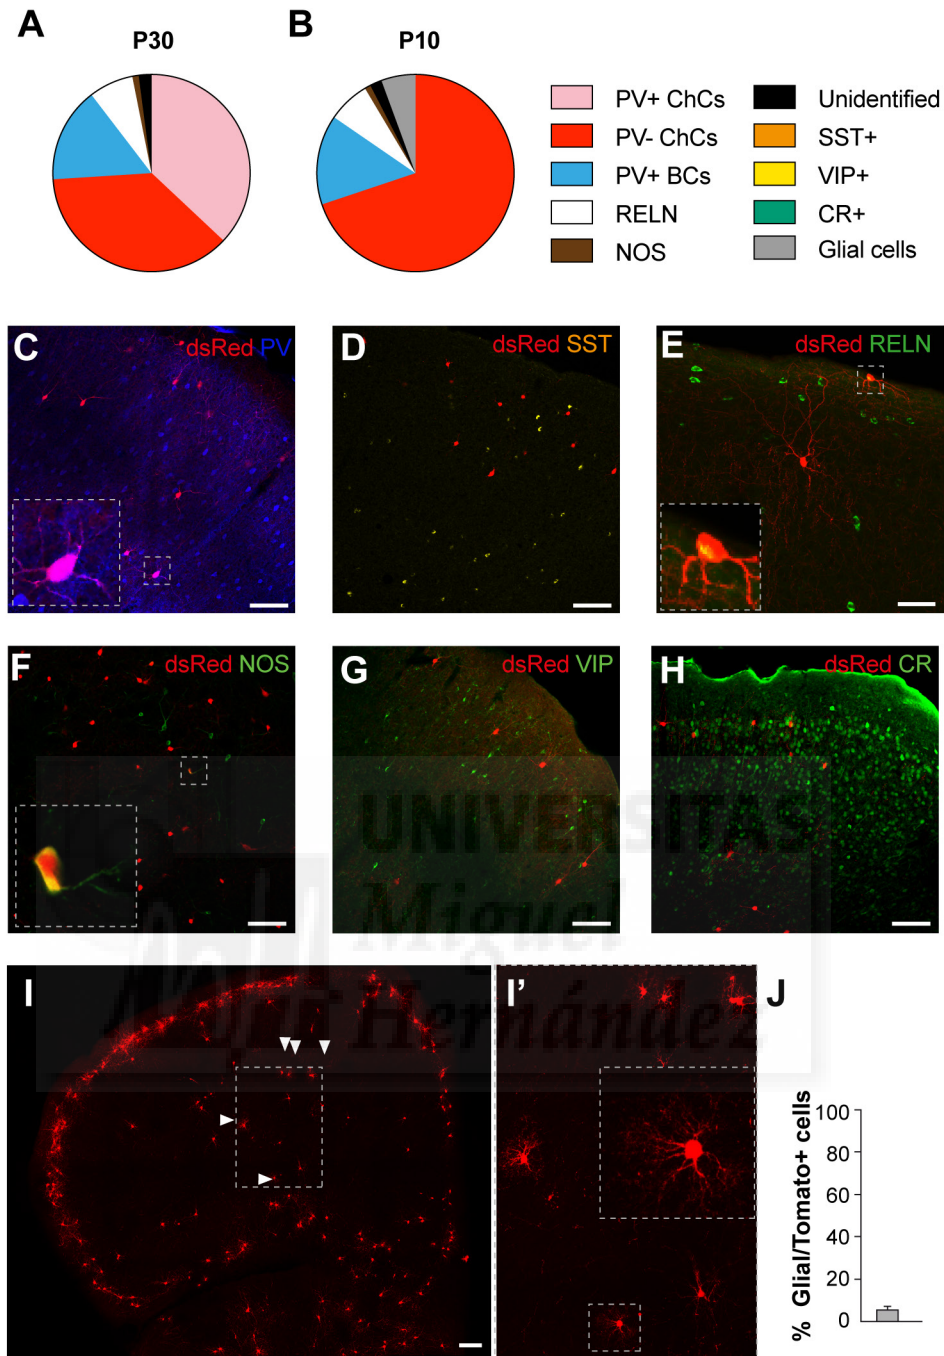 A
P30
B
P10
PV+ ChCs
PV- ChCs
PV+ BCs
RELN
NOS
Unidentified
SST+
VIP+
CR+
Glial cells
C
dsRed PV
D
dsRed SST
E
dsRed RELN
F
dsRed NOS
G
dsRed VIP
H
dsRed CR
UNIVERSITAS
Miguel
Hernández
I
I'
J
% Glial/Tomato+ cells
100
80
60
40
20
0